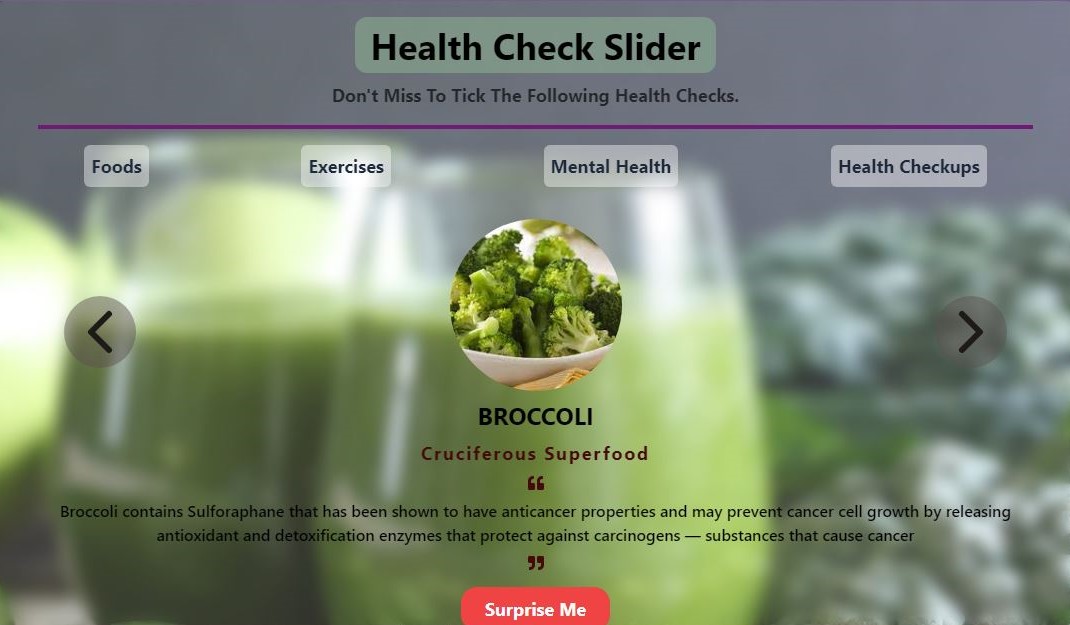 Health Check Slider
Don't Miss To Tick The Following Health Checks.
Foods Exercises Mental Health Health Checkups
BROCCOLI
Cruciferous Superfood
“
Broccoli contains Sulforaphane that has been shown to have anticancer properties and may prevent cancer cell growth by releasing
antioxidant and detoxification enzymes that protect against carcinogens — substances that cause cancer
”
Surprise Me